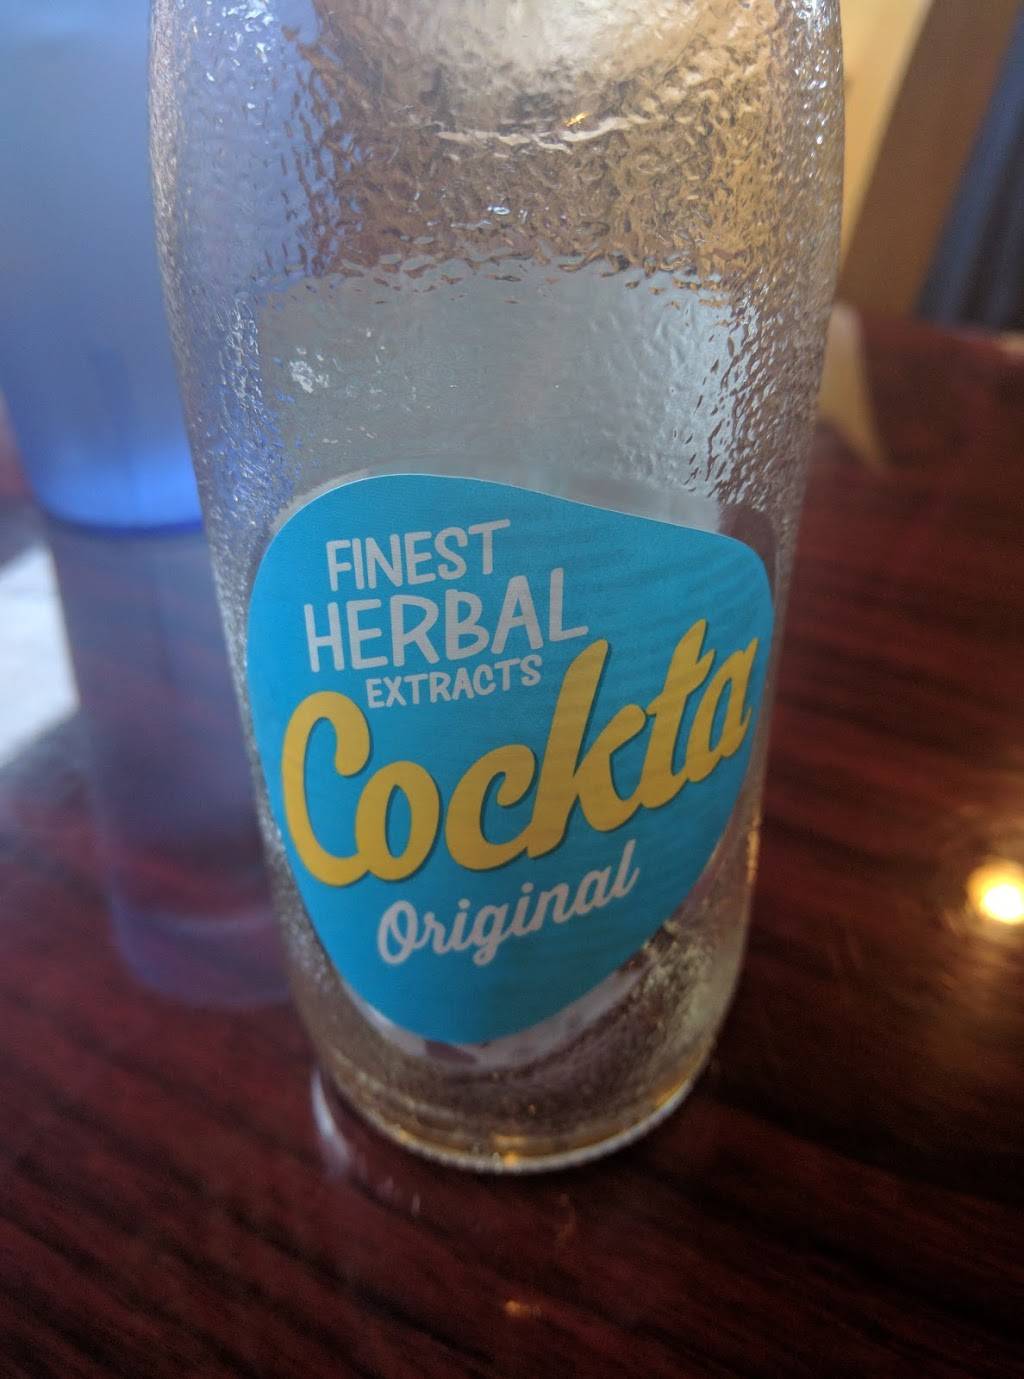 FINEST
HERBAL
EXTRACTS
Cockta
Original